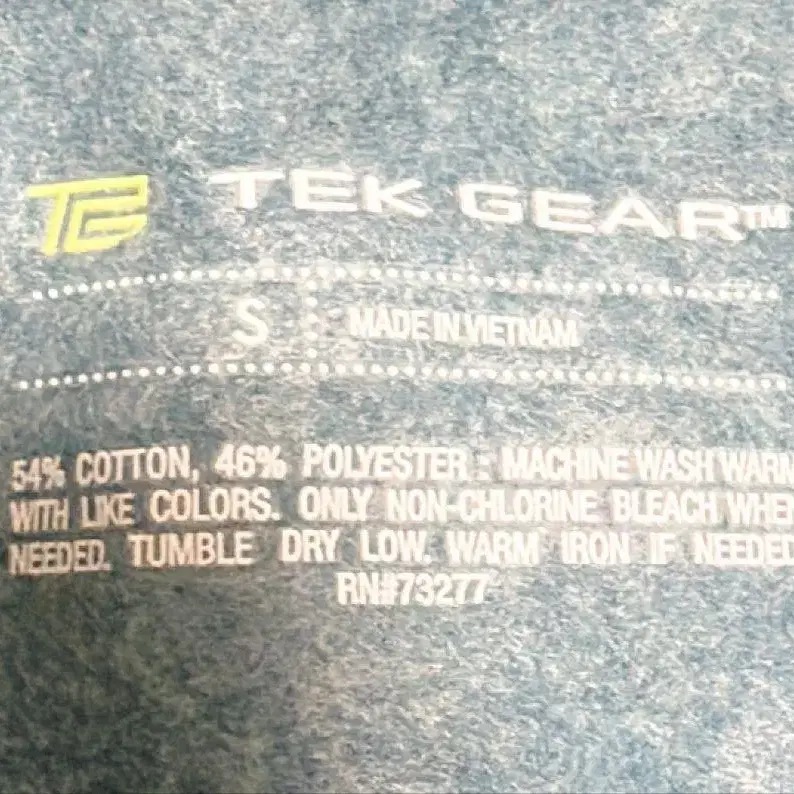 TG TEK GEAR™
S MADE IN VIETNAM
54% COTTON, 46% POLYESTER - MACHINE WASH WARM
WITH LIKE COLORS. ONLY NON-CHLORINE BLEACH WHEN
NEEDED. TUMBLE DRY LOW. WARM IRON IF NEEDED
RN#73277